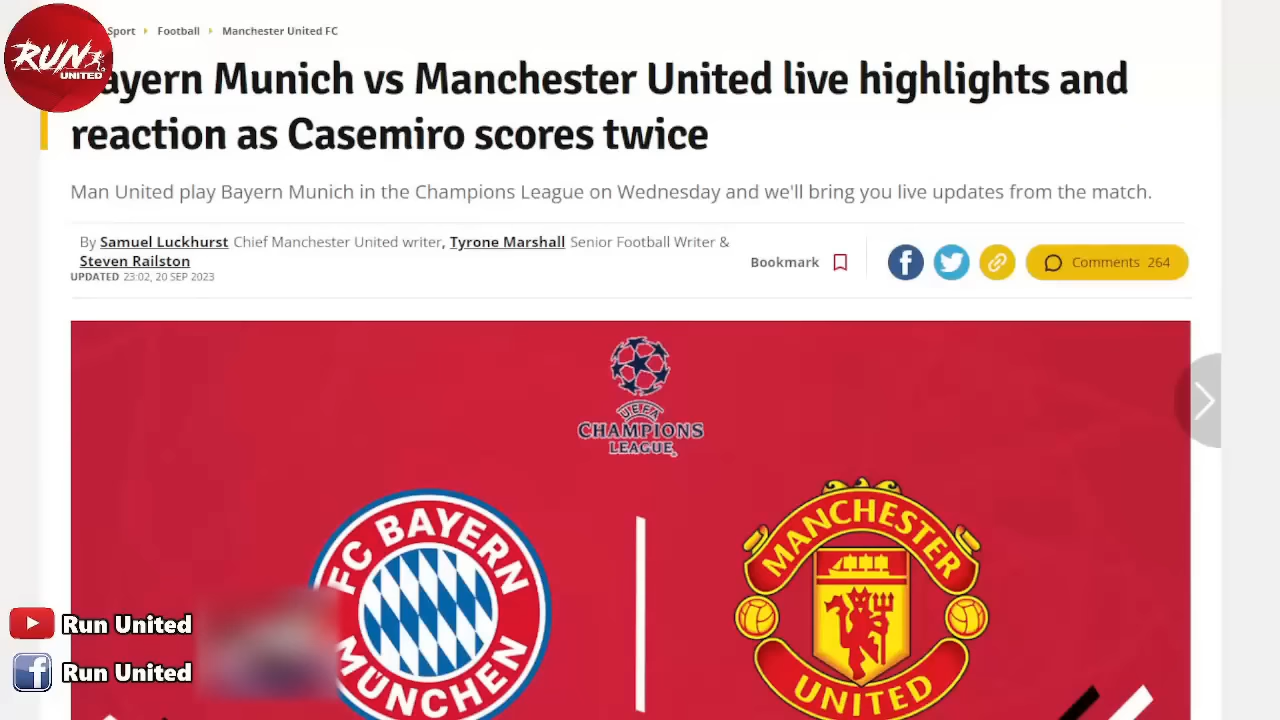 RUN
UNITED
Sport
Football
Manchester United FC
ayern Munich vs Manchester United live highlights and
reaction as Casemiro scores twice
Man United play Bayern Munich in the Champions League on Wednesday and we'll bring you live updates from the match.
By Samuel Luckhurst Chief Manchester United writer, Tyrone Marshall Senior Football Writer &
Steven Railston
UPDATED 23:02, 20 SEP 2023
Bookmark
Comments 264
UEFA
CHAMPIONS
LEAGUE
FC BAYERN
MÜNCHEN
MANCHESTER
UNITED
Run United
Run United